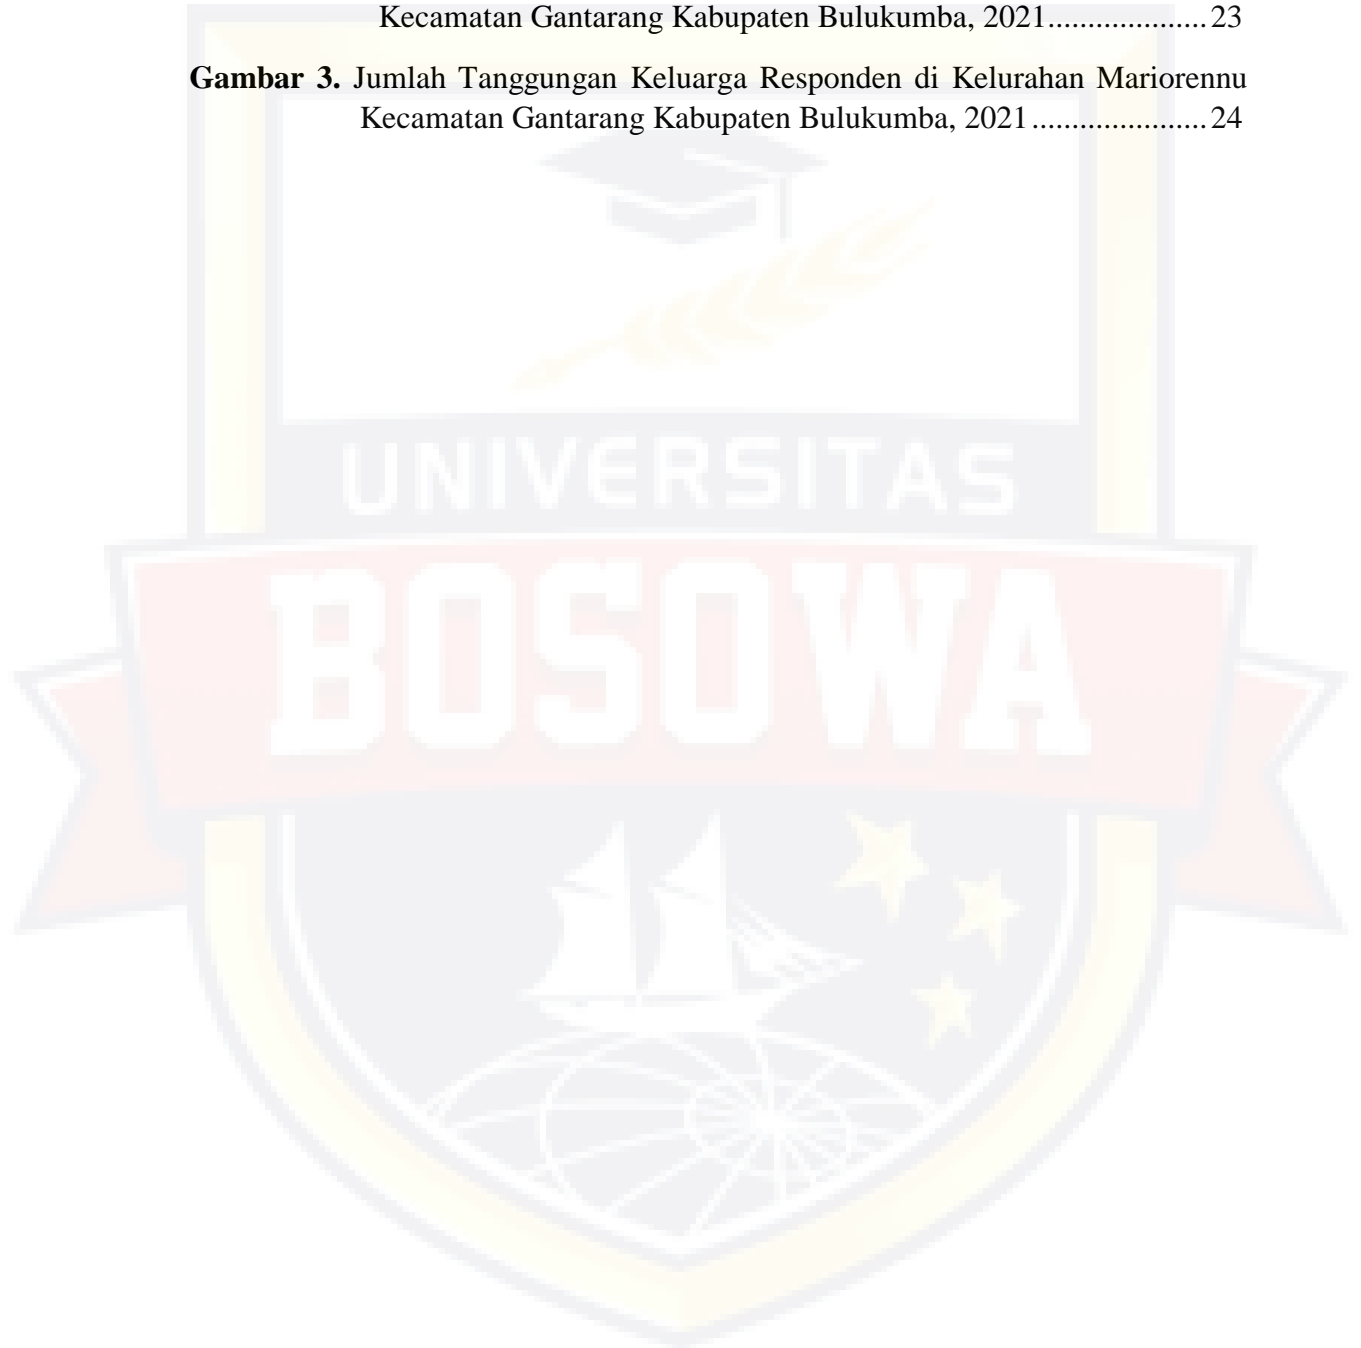 Kecamatan Gantarang Kabupaten Bulukumba, 2021....................23
Gambar 3. Jumlah Tanggungan Keluarga Responden di Kelurahan Mariorennu
Kecamatan Gantarang Kabupaten Bulukumba, 2021......................24
UNIVERSITAS
BOSOWA